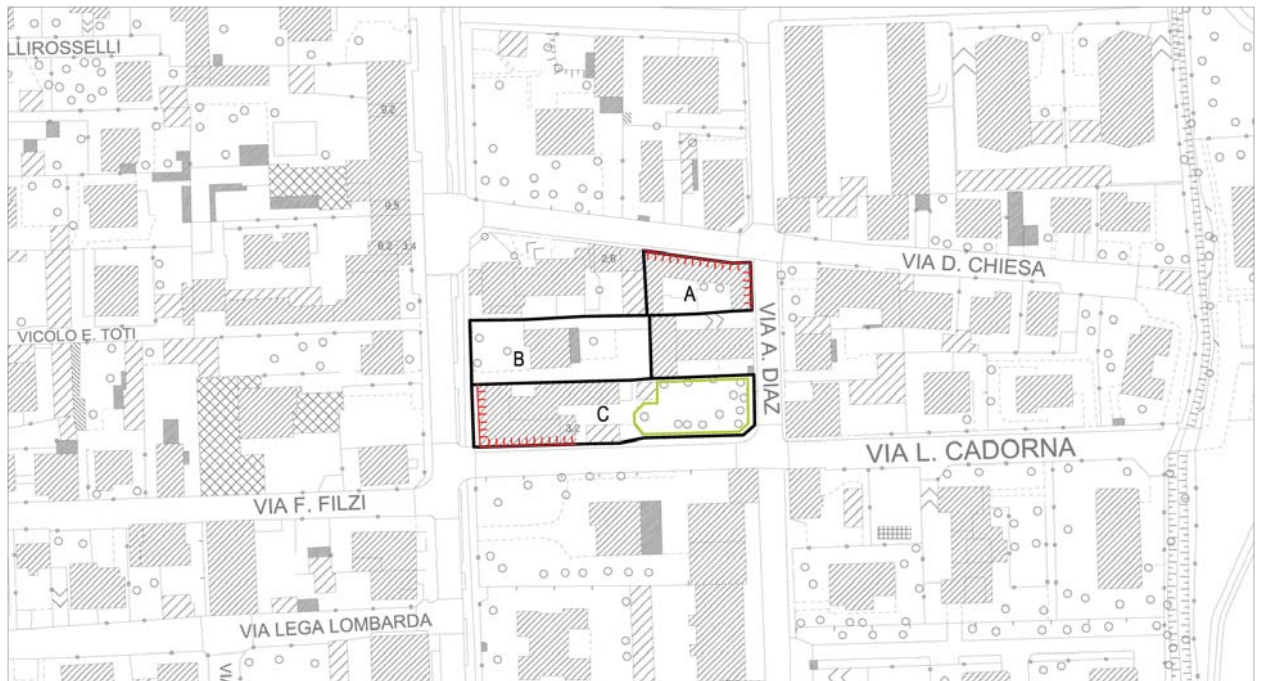 LLIROSSELLI
9,2
9,5
6,2 3,4
2,6
VIA D. CHIESA
A
VICOLO E. TOTI
VIA A. DIAZ
B
C
3,2
VIA L. CADORNA
VIA F. FILZI
VIA LEGA LOMBARDA